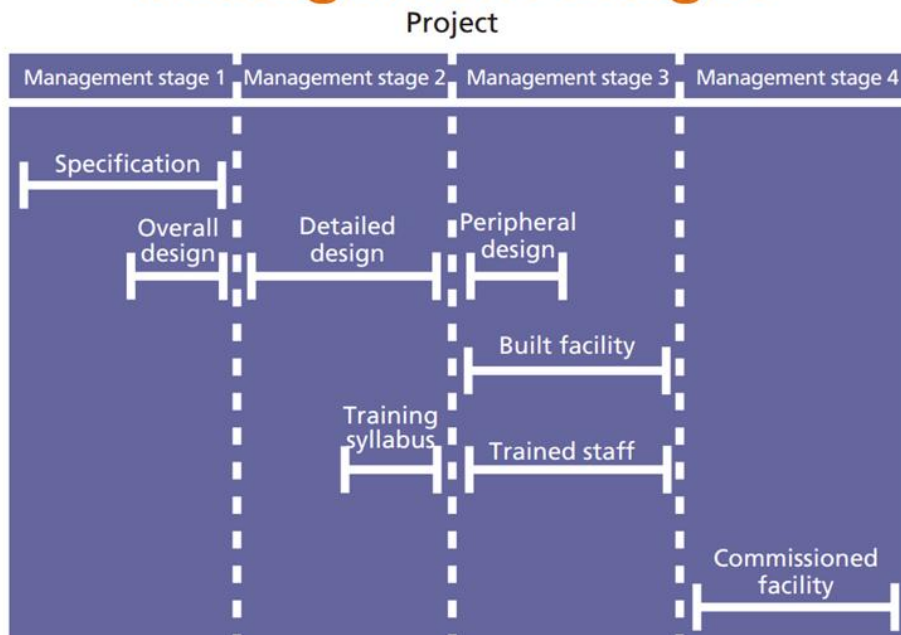 Project
Management stage 1
Management stage 2
Management stage 3
Management stage 4
Specification
Overall
design
Detailed
design
Peripheral
design
Built facility
Training
syllabus
Trained staff
Commissioned
facility